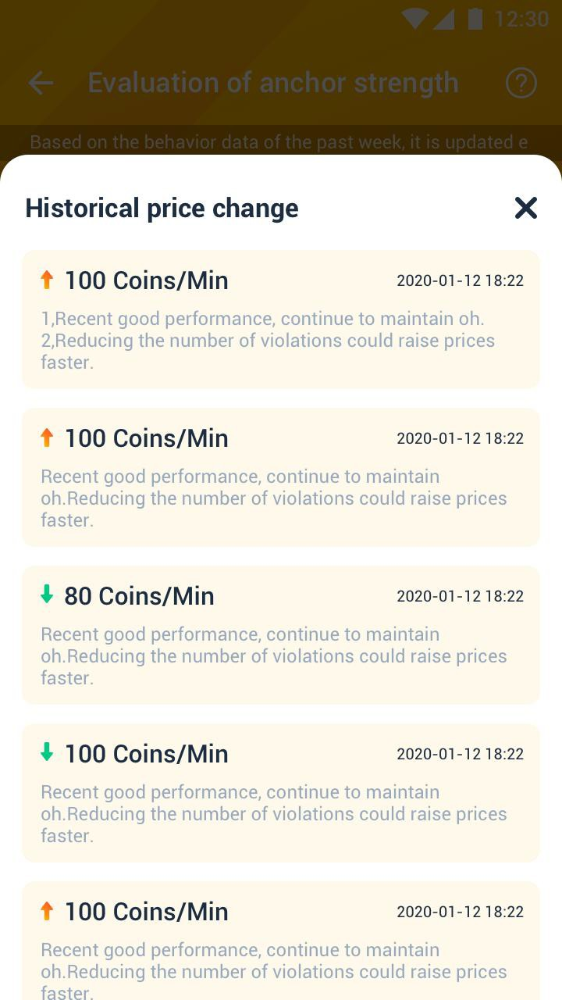 12:30
Evaluation of anchor strength
Based on the behavior data of the past week, it is updated e
Historical price change
100 Coins/Min 2020-01-12 18:22
1,Recent good performance, continue to maintain oh.
2,Reducing the number of violations could raise prices
faster.
100 Coins/Min 2020-01-12 18:22
Recent good performance, continue to maintain
oh.Reducing the number of violations could raise prices
faster.
80 Coins/Min 2020-01-12 18:22
Recent good performance, continue to maintain
oh.Reducing the number of violations could raise prices
faster.
100 Coins/Min 2020-01-12 18:22
Recent good performance, continue to maintain
oh.Reducing the number of violations could raise prices
faster.
100 Coins/Min 2020-01-12 18:22
Recent good performance, continue to maintain
oh.Reducing the number of violations could raise prices
faster.